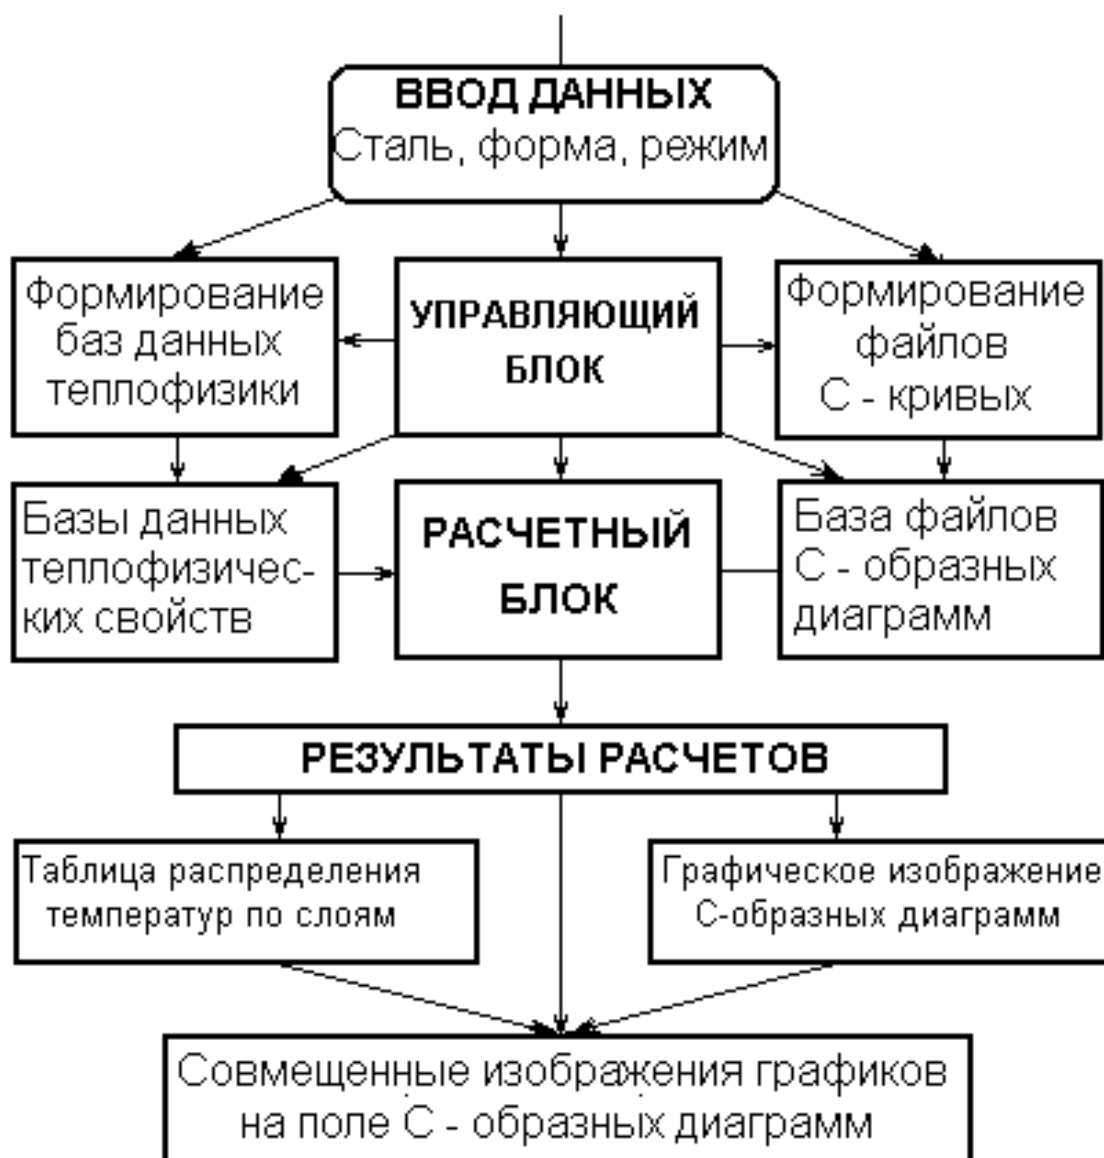 ВВОД ДАННЫХ
Сталь, форма, режим
Формирование
баз данных
теплофизики
УПРАВЛЯЮЩИЙ
БЛОК
Формирование
файлов
С - кривых
Базы данных
теплофизичес-
ких свойств
РАСЧЕТНЫЙ
БЛОК
База файлов
С - образных
диаграмм
РЕЗУЛЬТАТЫ РАСЧЕТОВ
Таблица распределения
температур по слоям
Графическое изображение
С-образных диаграмм
Совмещенные изображения графиков
на поле С - образных диаграмм